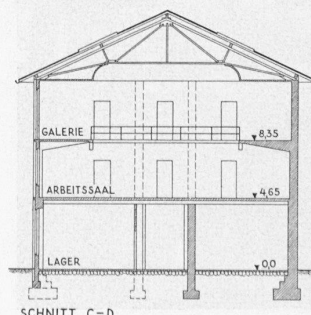 GALERIE 8,35
ARBEITSSAAL 4,65
LAGER 0,0
SCHNITT C-D